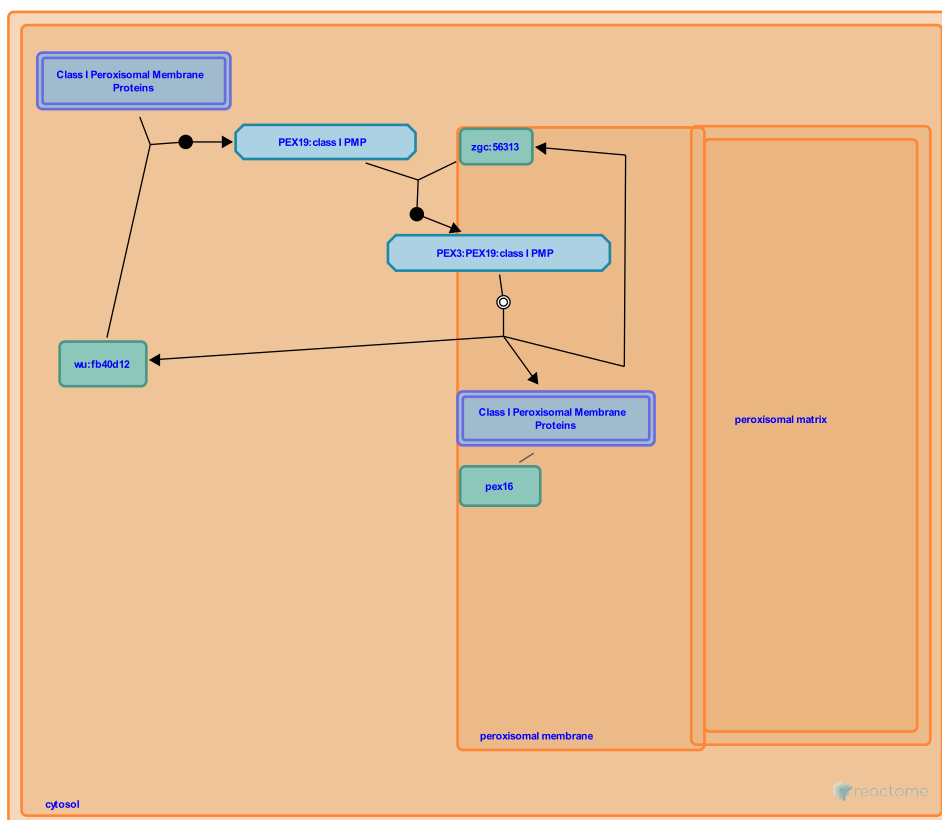 Class I Peroxisomal Membrane
Proteins
PEX19:class I PMP
zgc:56313
PEX3:PEX19:class I PMP
wu:fb40d12
Class I Peroxisomal Membrane
Proteins
peroxisomal matrix
pex16
peroxisomal membrane
reactome
cytosol